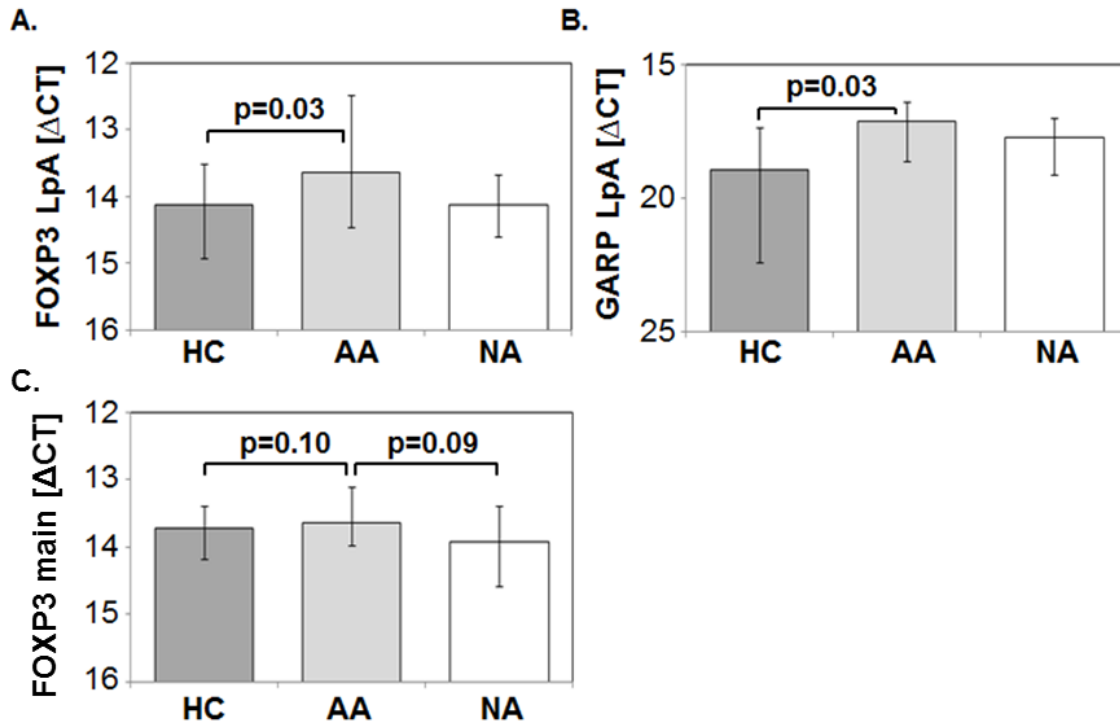 A.
FOXP3 LpA [ΔCT]
12
13
14
15
16
p=0.03
HC AA NA
B.
GARP LpA [ΔCT]
15
20
25
p=0.03
HC AA NA
C.
FOXP3 main [ΔCT]
12
13
14
15
16
p=0.10 p=0.09
HC AA NA